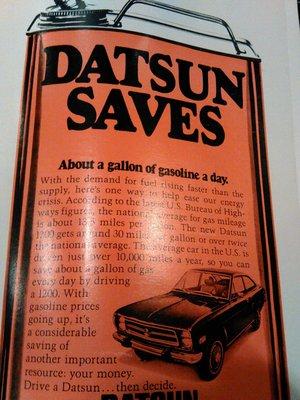 DATSUN
SAVES
About a gallon of gasoline a day.
With the demand for fuel rising faster than the
supply, here's one way to help ease our energy
crisis. According to the latest U.S. Bureau of High-
ways figures, the national average for gas mileage
is about 13.5 miles per gallon. The new Datsun
1200 gets around 30 miles per gallon or over twice
the national average. The average car in the U.S. is
driven just over 10,000 miles a year, so you can
save about a gallon of gas
every day by driving
a 1200. With
gasoline prices
going up, it's
a considerable
saving of
another important
resource: your money.
Drive a Datsun... then decide.
DATSUN